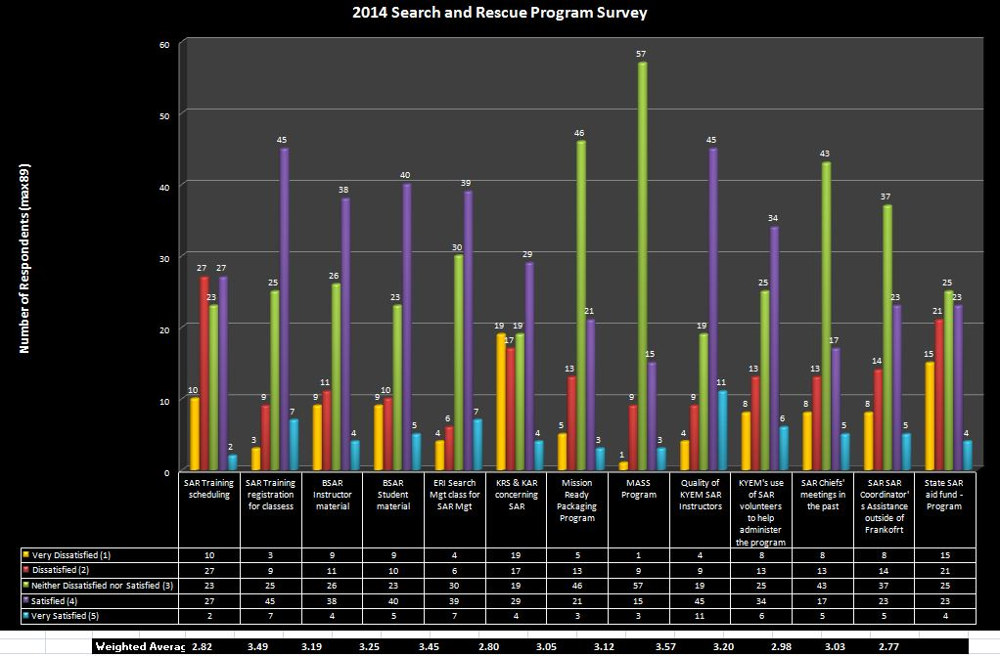 2014 Search and Rescue Program Survey
Number of Respondents (max89)
60
50
40
30
20
10
0
10 27 23 27 2
3 9 25 45 7
9 11 26 38 4
9 10 23 40 5
4 6 30 39 7
19 17 19 29 4
5 13 46 21 3
1 9 57 15 3
4 9 19 45 11
8 13 25 34 6
8 13 43 17 5
8 14 37 23 5
15 21 25 23 4
SAR Training
scheduling
SAR Training
registration
for classess
BSAR
Instructor
material
BSAR
Student
material
ERI Search
Mgt class for
SAR Mgt
KRS & KAR
concerning
SAR
Mission
Ready
Packaging
Program
MASS
Program
Quality of
KYEM SAR
Instructors
KYEM's use
of SAR
volunteers
to help
administer
the program
SAR Chiefs'
meetings in
the past
SAR SAR
Coordinator'
s Assistance
outside of
Frankofrt
State SAR
aid fund -
Program
Very Dissatisfied (1) 10 3 9 9 4 19 5 1 4 8 8 8 15
Dissatisfied (2) 27 9 11 10 6 17 13 9 9 13 13 14 21
Neither Dissatisfied nor Satisfied (3) 23 25 26 23 30 19 46 57 19 25 43 37 25
Satisfied (4) 27 45 38 40 39 29 21 15 45 34 17 23 23
Very Satisfied (5) 2 7 4 5 7 4 3 3 11 6 5 5 4
Weighted Averag 2.82 3.49 3.19 3.25 3.45 2.80 3.05 3.12 3.57 3.20 2.98 3.03 2.77